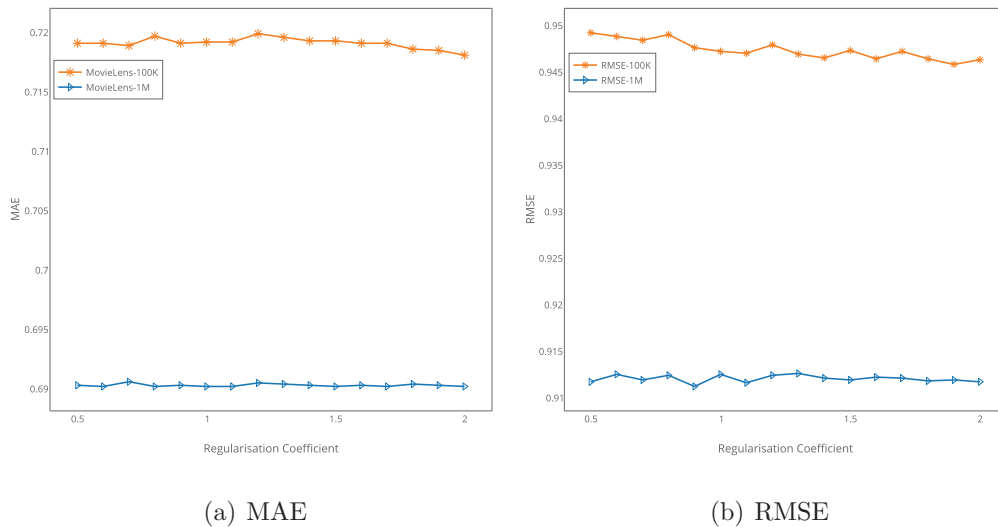 0.72
0.715
0.71
0.705
0.7
0.695
0.69
MAE
MovieLens-100K
MovieLens-1M
0.5
1
1.5
2
Regularisation Coefficient
(a) MAE
0.95
0.945
0.94
0.935
0.93
0.925
0.92
0.915
0.91
RMSE
RMSE-100K
RMSE-1M
0.5
1
1.5
2
Regularisation Coefficient
(b) RMSE